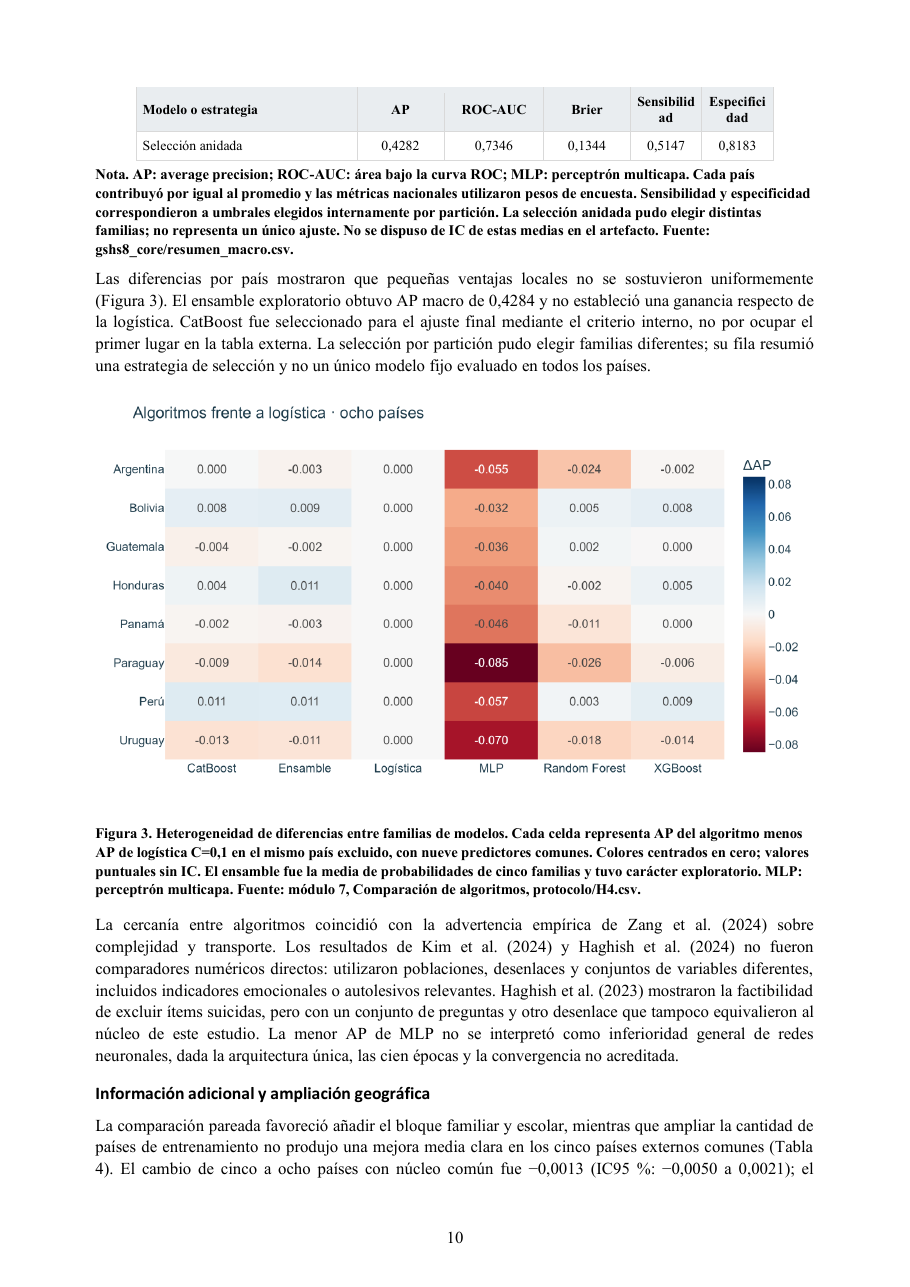 Modelo o estrategia AP ROC-AUC Brier Sensibilid ad Especifici dad
Selección anidada 0,4282 0,7346 0,1344 0,5147 0,8183
Nota. AP: average precision; ROC-AUC: área bajo la curva ROC; MLP: perceptrón multicapa. Cada país
contribuyó por igual al promedio y las métricas nacionales utilizaron pesos de encuesta. Sensibilidad y especificidad
correspondieron a umbrales elegidos internamente por partición. La selección anidada pudo elegir distintas
familias; no representa un único ajuste. No se dispuso de IC de estas medias en el artefacto. Fuente:
gshs8_core/resumen_macro.csv.
Las diferencias por país mostraron que pequeñas ventajas locales no se sostuvieron uniformemente
(Figura 3). El ensamble exploratorio obtuvo AP macro de 0,4284 y no estableció una ganancia respecto de
la logística. CatBoost fue seleccionado para el ajuste final mediante el criterio interno, no por ocupar el
primer lugar en la tabla externa. La selección por partición pudo elegir familias diferentes; su fila resumió
una estrategia de selección y no un único modelo fijo evaluado en todos los países.
Algoritmos frente a logística · ocho países
Argentina 0.000 -0.003 0.000 -0.055 -0.024 -0.002
Bolivia 0.008 0.009 0.000 -0.032 0.005 0.008
Guatemala -0.004 -0.002 0.000 -0.036 0.002 0.000
Honduras 0.004 0.011 0.000 -0.040 -0.002 0.005
Panamá -0.002 -0.003 0.000 -0.046 -0.011 0.000
Paraguay -0.009 -0.014 0.000 -0.085 -0.026 -0.006
Perú 0.011 0.011 0.000 -0.057 0.003 0.009
Uruguay -0.013 -0.011 0.000 -0.070 -0.018 -0.014
CatBoost Ensamble Logística MLP Random Forest XGBoost
ΔAP
0.08
0.06
0.04
0.02
0
−0.02
−0.04
−0.06
−0.08
Figura 3. Heterogeneidad de diferencias entre familias de modelos. Cada celda representa AP del algoritmo menos
AP de logística C=0,1 en el mismo país excluido, con nueve predictores comunes. Colores centrados en cero; valores
puntuales sin IC. El ensamble fue la media de probabilidades de cinco familias y tuvo carácter exploratorio. MLP:
perceptrón multicapa. Fuente: módulo 7, Comparación de algoritmos, protocolo/H4.csv.
La cercanía entre algoritmos coincidió con la advertencia empírica de Zang et al. (2024) sobre
complejidad y transporte. Los resultados de Kim et al. (2024) y Haghish et al. (2024) no fueron
comparadores numéricos directos: utilizaron poblaciones, desenlaces y conjuntos de variables diferentes,
incluidos indicadores emocionales o autolesivos relevantes. Haghish et al. (2023) mostraron la factibilidad
de excluir ítems suicidas, pero con un conjunto de preguntas y otro desenlace que tampoco equivalieron al
núcleo de este estudio. La menor AP de MLP no se interpretó como inferioridad general de redes
neuronales, dada la arquitectura única, las cien épocas y la convergencia no acreditada.
Información adicional y ampliación geográfica
La comparación pareada favoreció añadir el bloque familiar y escolar, mientras que ampliar la cantidad de
países de entrenamiento no produjo una mejora media clara en los cinco países externos comunes (Tabla
4). El cambio de cinco a ocho países con núcleo común fue −0,0013 (IC95 %: −0,0050 a 0,0021); el
10